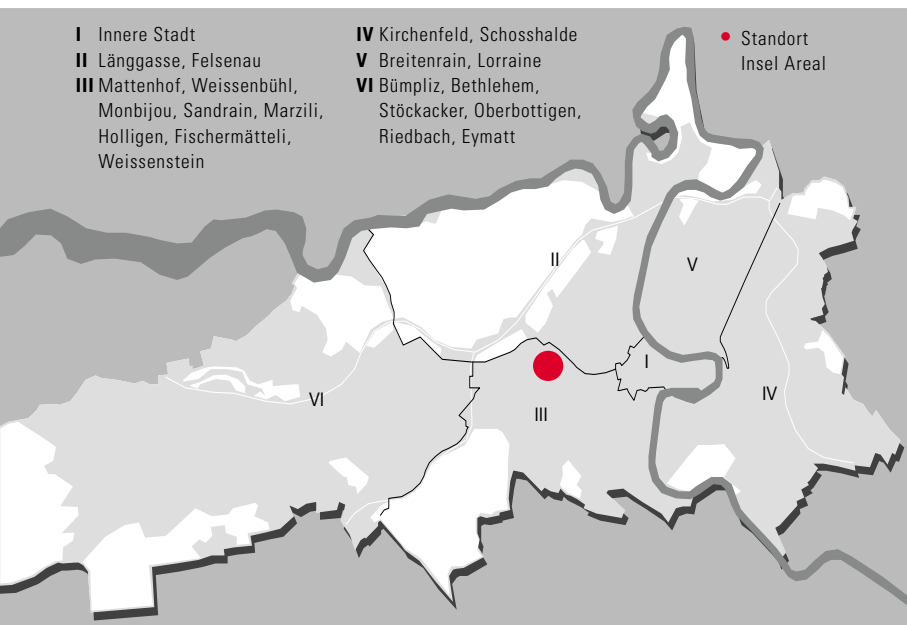 I Innere Stadt
II Länggasse, Felsenau
III Mattenhof, Weissenbühl,
Monbijou, Sandrain, Marzili,
Holligen, Fischermätteli,
Weissenstein
IV Kirchenfeld, Schosshalde
V Breitenrain, Lorraine
VI Bümpliz, Bethlehem,
Stöckacker, Oberbottigen,
Riedbach, Eymatt
Standort
Insel Areal
II
V
I
VI
III
IV